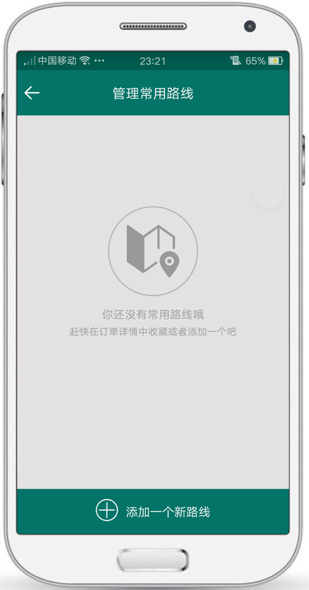 中国移动 ··· 23:21 65%
管理常用路线
你还没有常用路线哦
赶快在订单详情中收藏或者添加一个吧
添加一个新路线